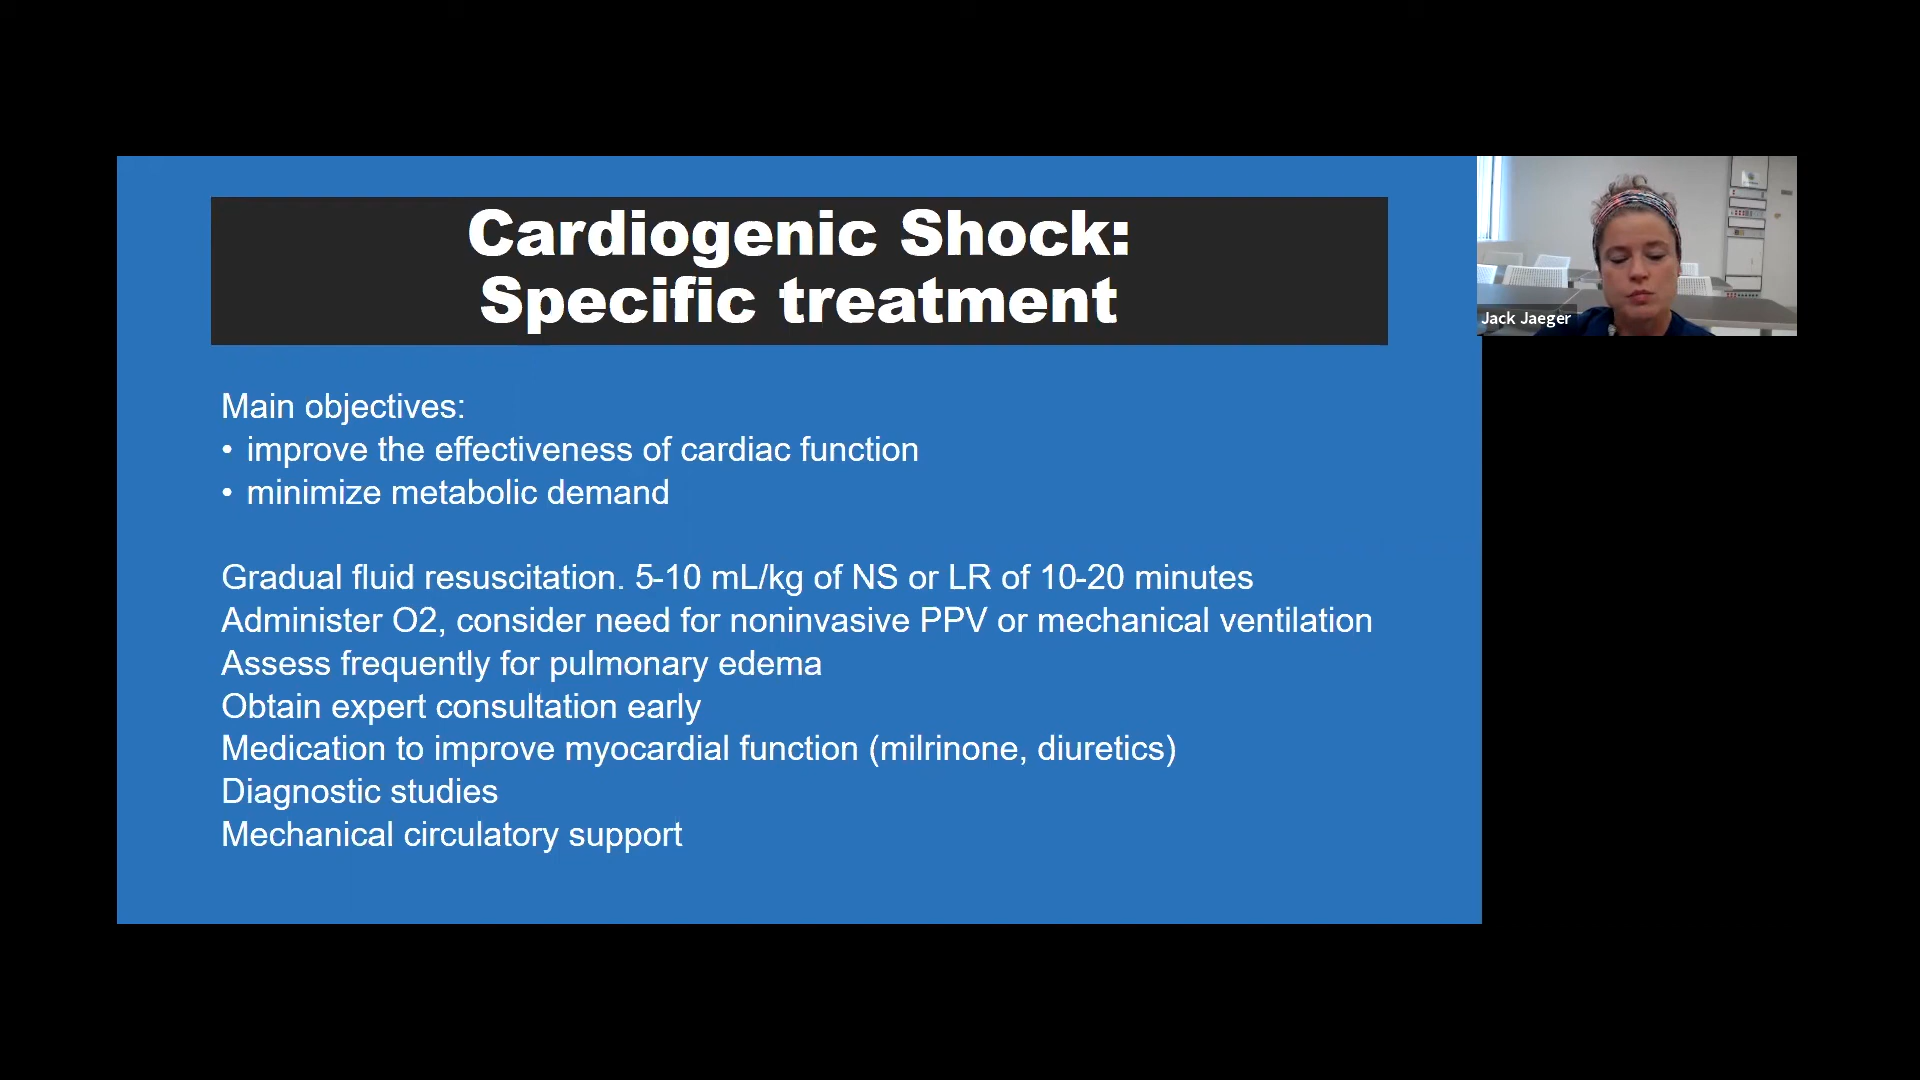 Cardiogenic Shock:
Specific treatment
Main objectives:
• improve the effectiveness of cardiac function
• minimize metabolic demand
Gradual fluid resuscitation. 5-10 mL/kg of NS or LR of 10-20 minutes
Administer O2, consider need for noninvasive PPV or mechanical ventilation
Assess frequently for pulmonary edema
Obtain expert consultation early
Medication to improve myocardial function (milrinone, diuretics)
Diagnostic studies
Mechanical circulatory support
Jack Jaeger